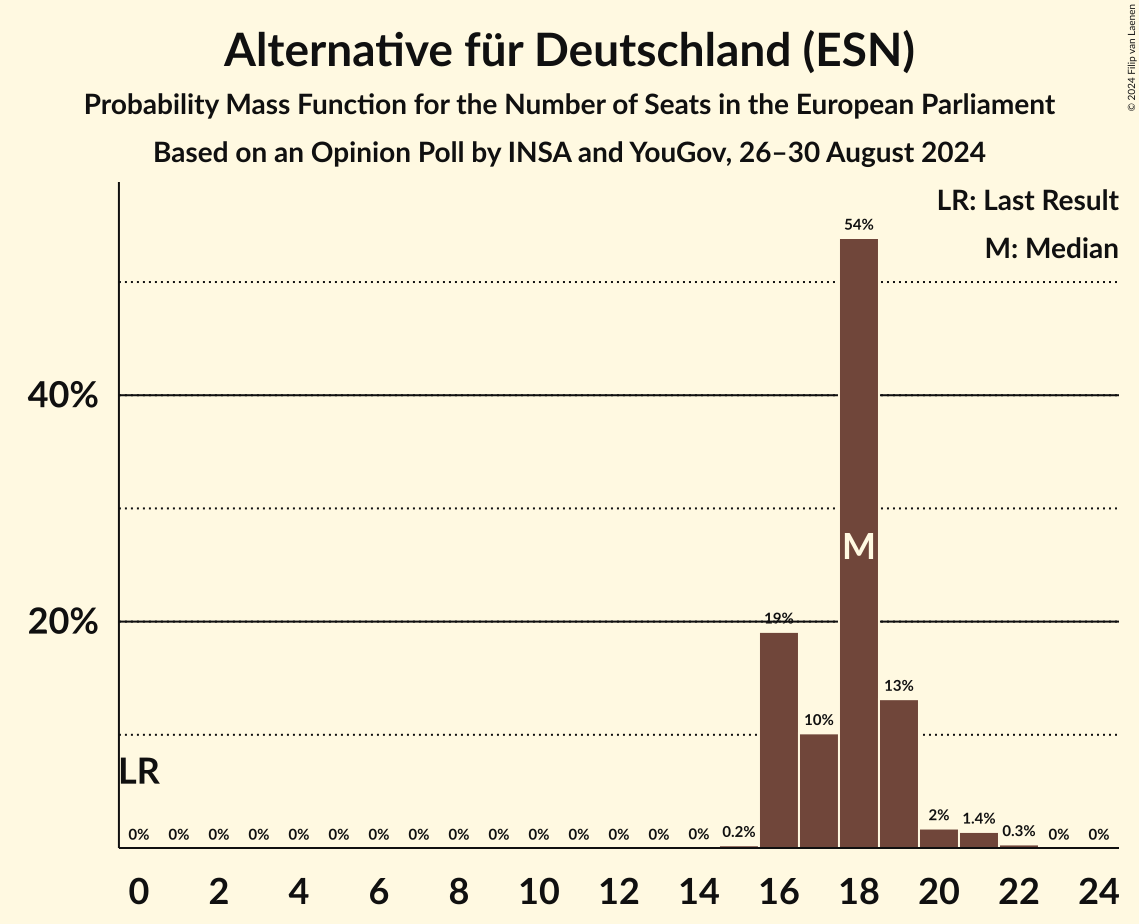 Alternative für Deutschland (ESN)
Probability Mass Function for the Number of Seats in the European Parliament
Based on an Opinion Poll by INSA and YouGov, 26–30 August 2024
© 2024 Filip van Laenen
LR: Last Result
M: Median
54%
40%
M
20%
19%
13%
10%
LR
0% 0% 0% 0% 0% 0% 0% 0% 0% 0% 0% 0% 0% 0% 0% 0.2% 2% 1.4% 0.3% 0% 0%
0 2 4 6 8 10 12 14 16 18 20 22 24